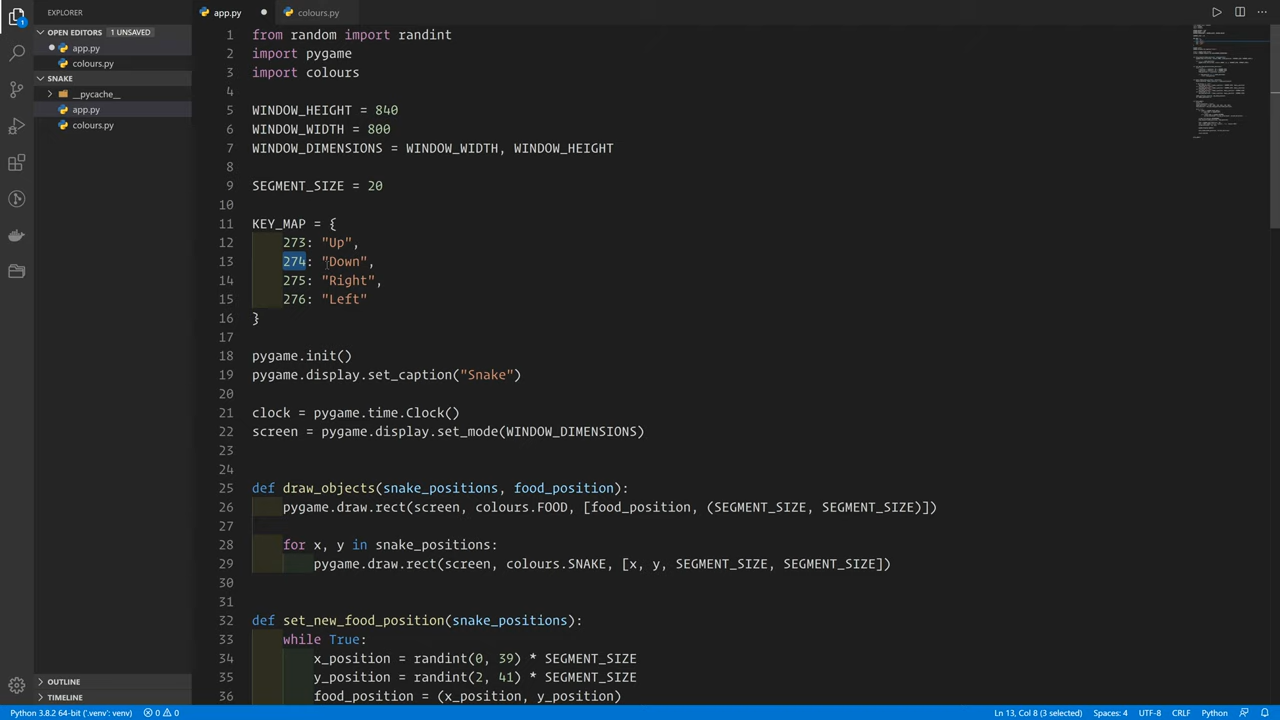 EXPLORER
OPEN EDITORS 1 UNSAVED
app.py
colours.py
SNAKE
__pycache__
app.py
colours.py
OUTLINE
TIMELINE
app.py colours.py
1 from random import randint
2 import pygame
3 import colours
4
5 WINDOW_HEIGHT = 840
6 WINDOW_WIDTH = 800
7 WINDOW_DIMENSIONS = WINDOW_WIDTH, WINDOW_HEIGHT
8
9 SEGMENT_SIZE = 20
10
11 KEY_MAP = {
12 273: "Up",
13 274: "Down",
14 275: "Right",
15 276: "Left"
16 }
17
18 pygame.init()
19 pygame.display.set_caption("Snake")
20
21 clock = pygame.time.Clock()
22 screen = pygame.display.set_mode(WINDOW_DIMENSIONS)
23
24
25 def draw_objects(snake_positions, food_position):
26 pygame.draw.rect(screen, colours.FOOD, [food_position, (SEGMENT_SIZE, SEGMENT_SIZE)])
27
28 for x, y in snake_positions:
29 pygame.draw.rect(screen, colours.SNAKE, [x, y, SEGMENT_SIZE, SEGMENT_SIZE])
30
31
32 def set_new_food_position(snake_positions):
33 while True:
34 x_position = randint(0, 39) * SEGMENT_SIZE
35 y_position = randint(2, 41) * SEGMENT_SIZE
36 food_position = (x_position, y_position)
1
Python 3.8.2 64-bit ('.venv': venv) 0 0 Ln 13, Col 8 (3 selected) Spaces: 4 UTF-8 CRLF Python